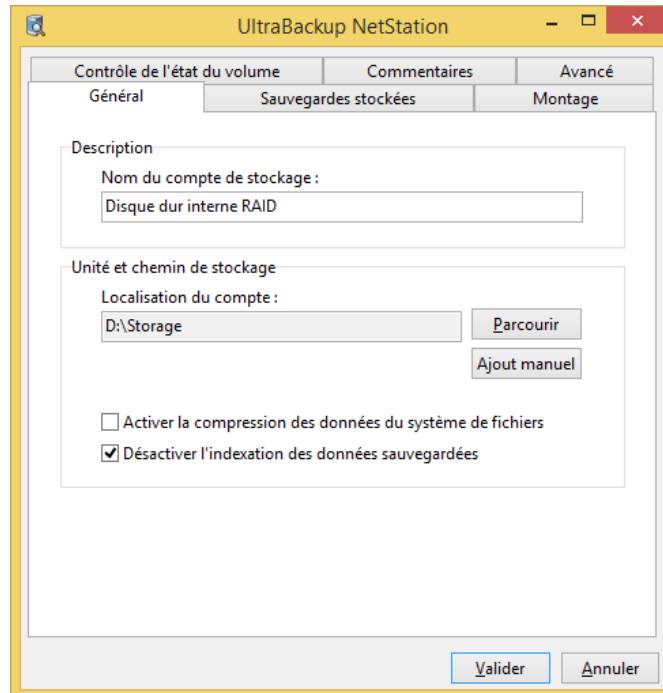 UltraBackup NetStation
Contrôle de l'état du volume Commentaires Avancé
Général Sauvegardes stockées Montage
Description
Nom du compte de stockage :
Disque dur interne RAID
Unité et chemin de stockage
Localisation du compte :
D:\Storage Parcourir
Ajout manuel
Activer la compression des données du système de fichiers
Désactiver l'indexation des données sauvegardées
Valider Annuler